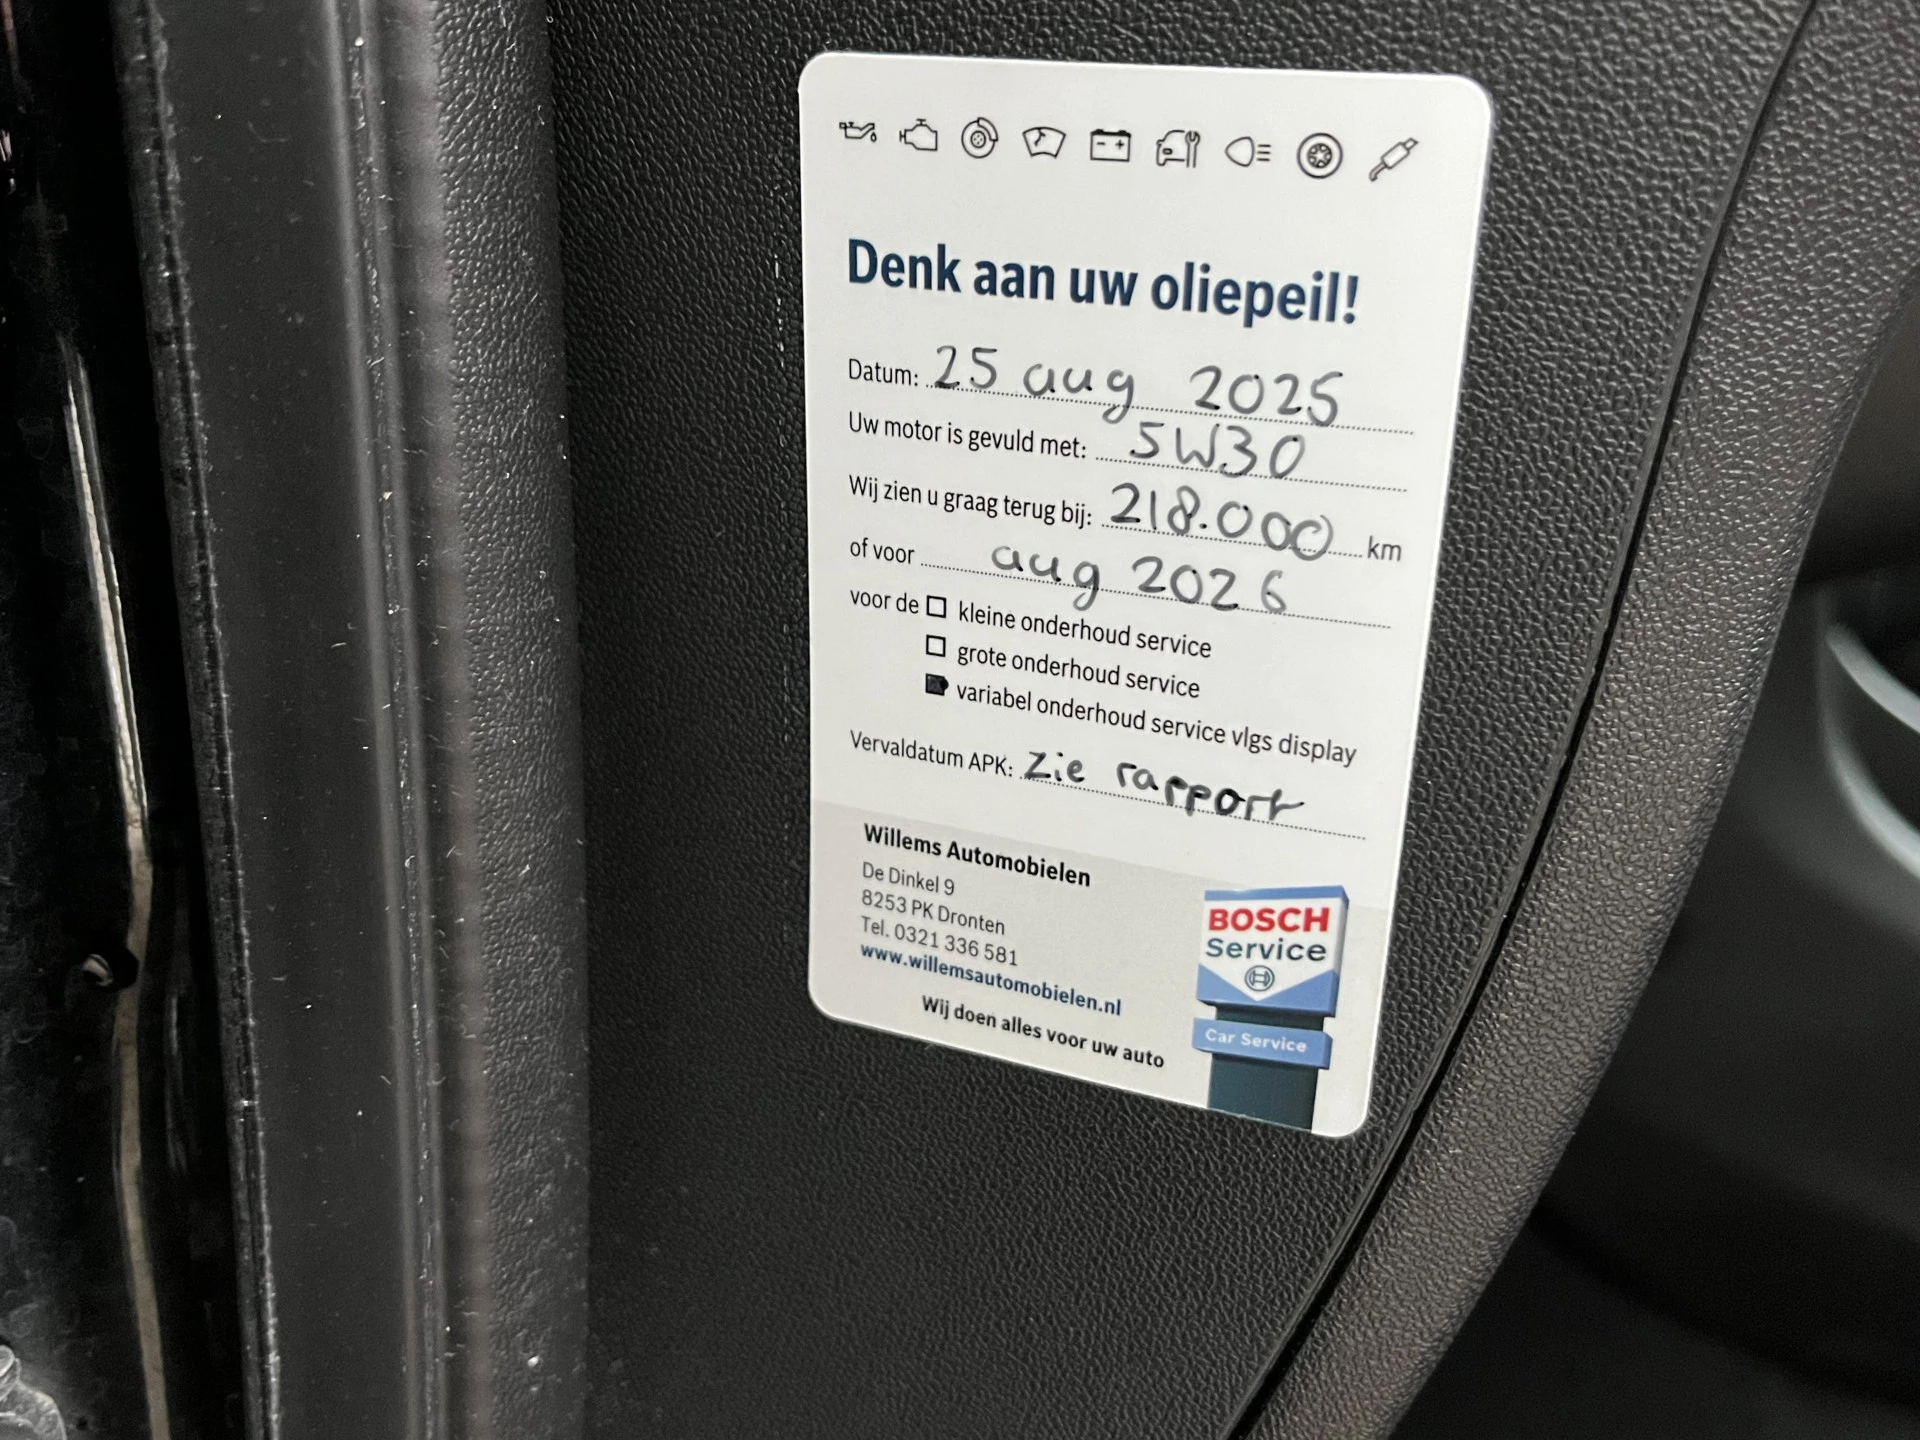 Denk aan uw oliepeil!
Datum: 25 aug 2025
Uw motor is gevuld met: 5W30
Wij zien u graag terug bij: 218.000 km
of voor aug 2026
voor de ☐ kleine onderhoud service
☐ grote onderhoud service
■ variabel onderhoud service vlgs display
Vervaldatum APK: zie rapport
Willems Automobielen
De Dinkel 9
8253 PK Dronten
Tel. 0321 336 581
www.willemsautomobielen.nl
Wij doen alles voor uw auto
BOSCH
Service
Car Service